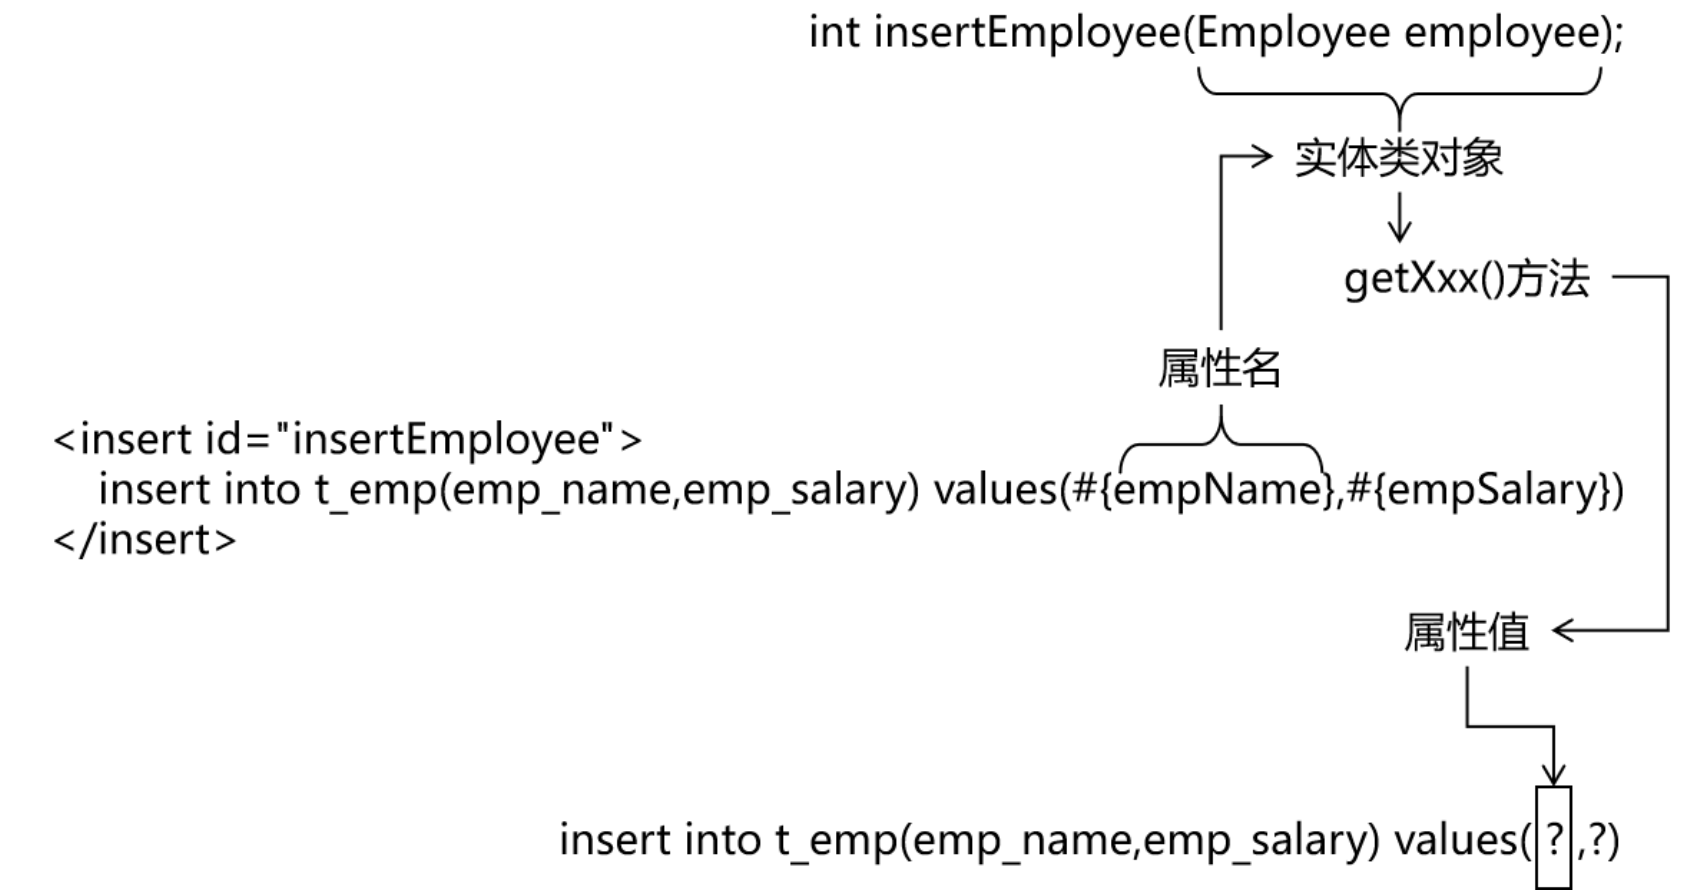 int insertEmployee(Employee employee);
实体类对象
getXxx()方法
属性名
<insert id="insertEmployee">
insert into t_emp(emp_name,emp_salary) values(#{empName},#{empSalary})
</insert>
属性值
insert into t_emp(emp_name,emp_salary) values(?,?)